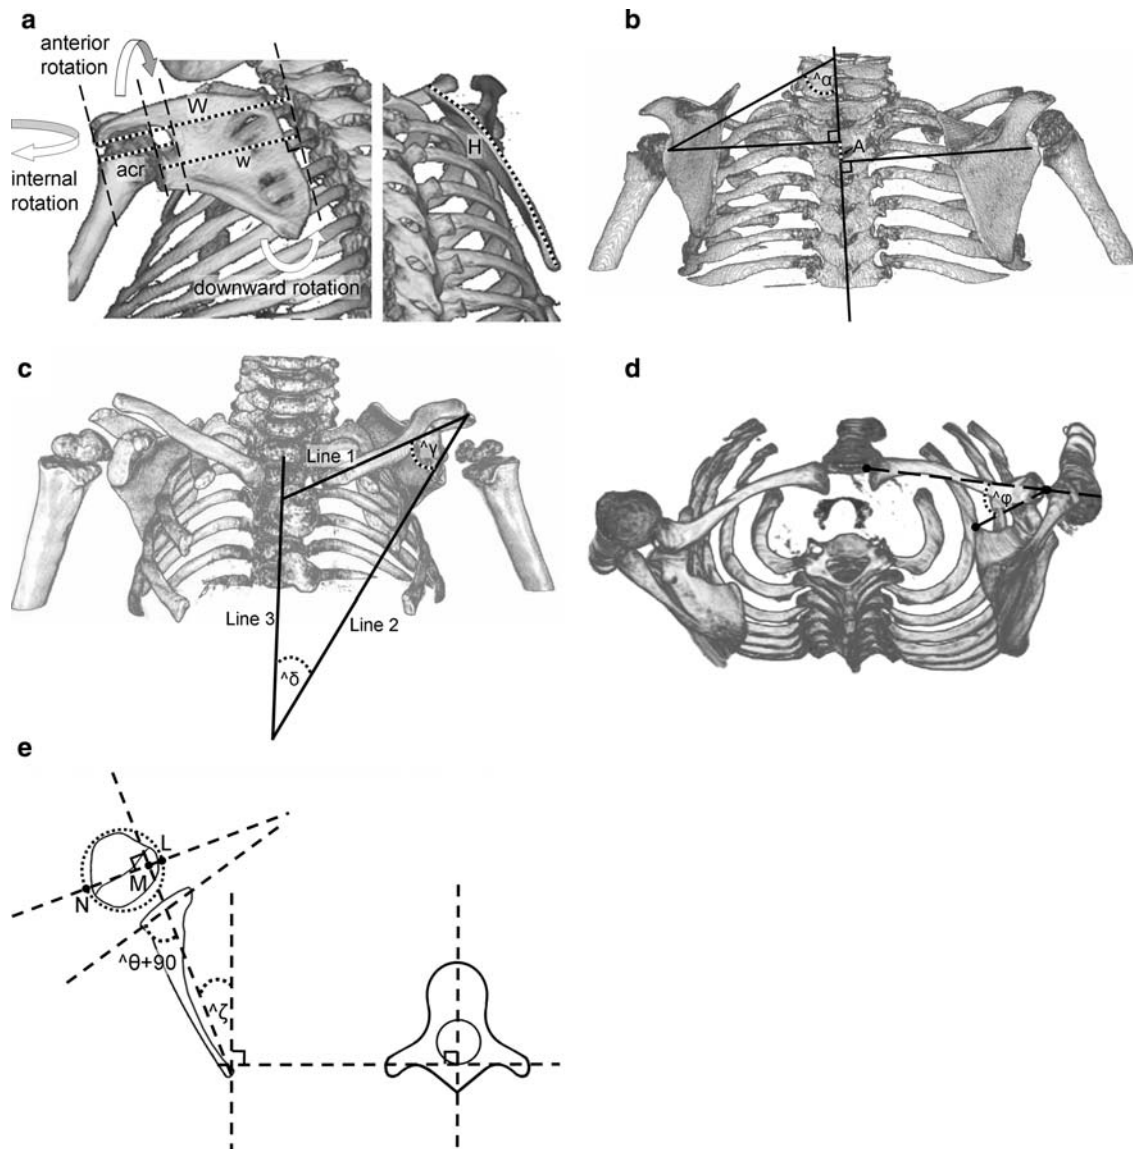 a
anterior
rotation
W
H
acr
w
internal
rotation
downward rotation
b
^α
A
c
^γ
Line 1
Line 3
Line 2
^δ
d
^φ
e
L
M
N
^θ+90
^ζ